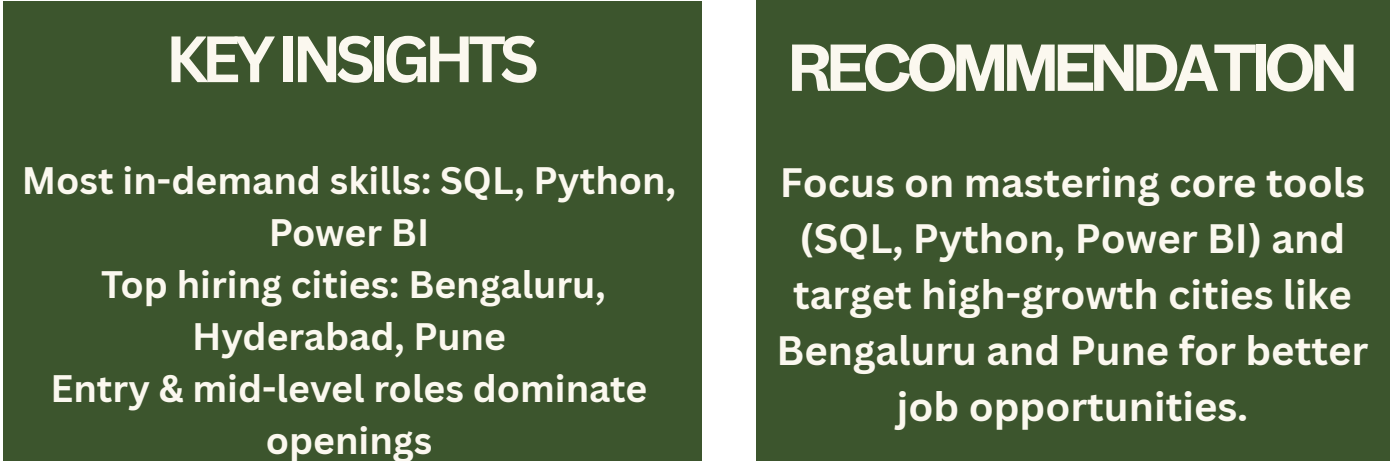 KEY INSIGHTS
Most in-demand skills: SQL, Python,
Power BI
Top hiring cities: Bengaluru,
Hyderabad, Pune
Entry & mid-level roles dominate
openings
RECOMMENDATION
Focus on mastering core tools
(SQL, Python, Power BI) and
target high-growth cities like
Bengaluru and Pune for better
job opportunities.